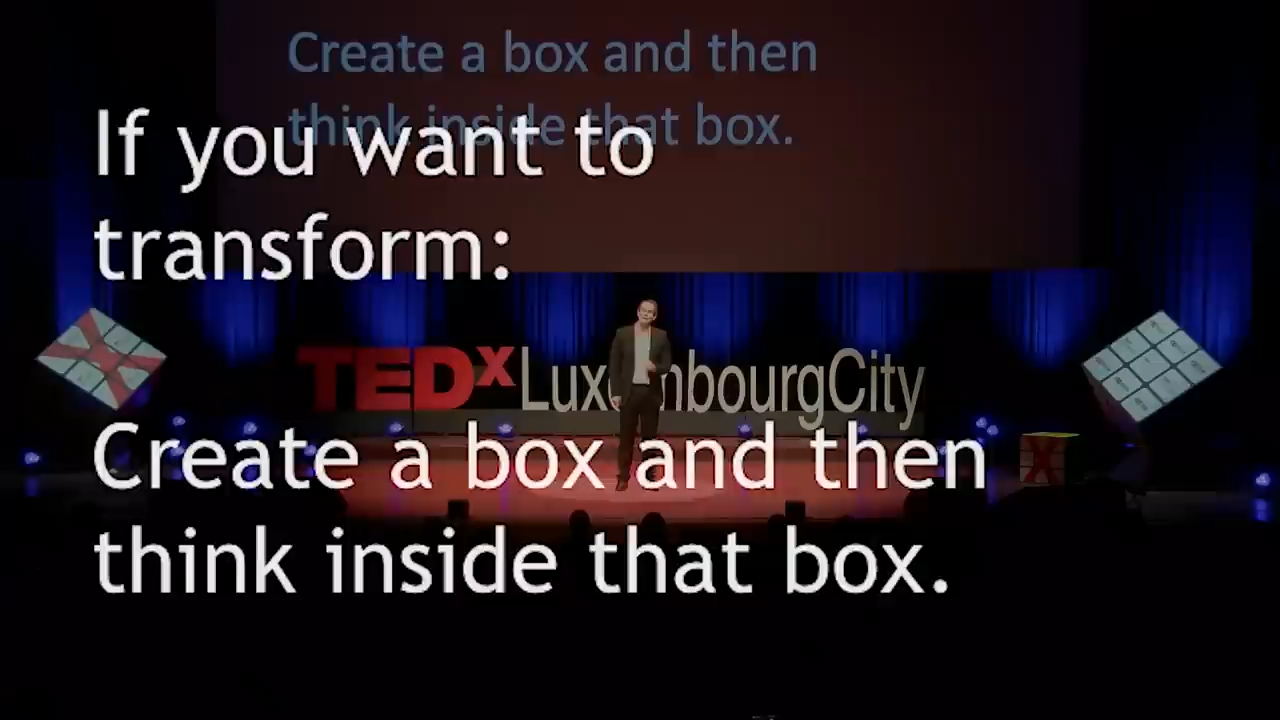 Create a box and then
think inside that box.
If you want to
transform:
TEDx LuxembourgCity
Create a box and then
think inside that box.